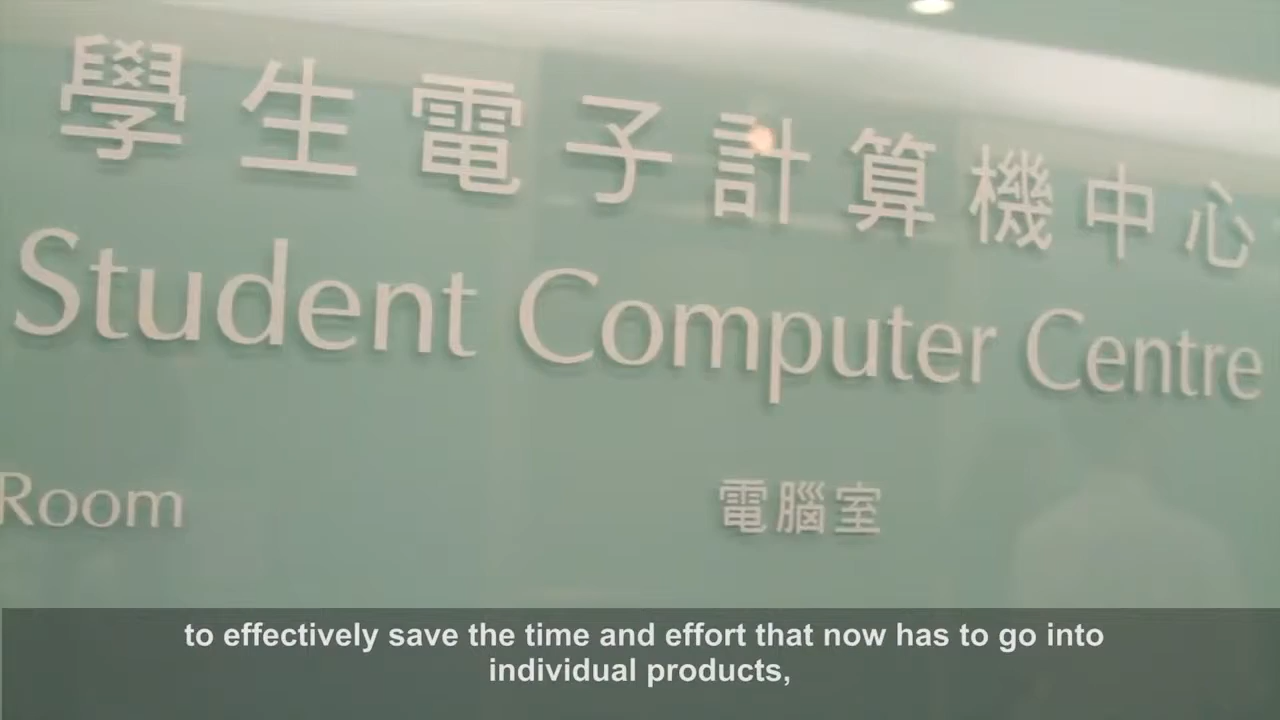 學生電子計算機中心
Student Computer Centre
Room
電腦室
to effectively save the time and effort that now has to go into
individual products,